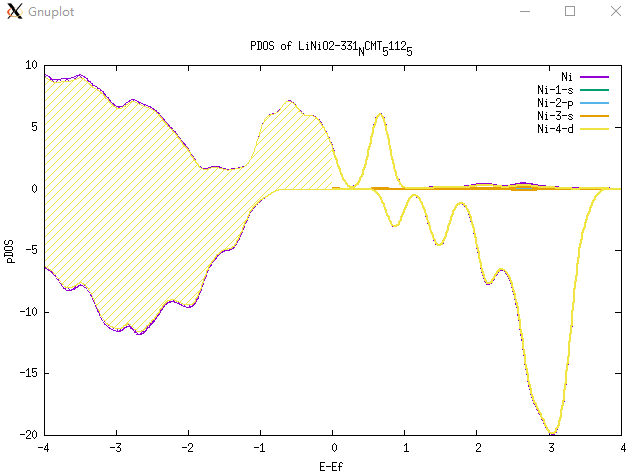 Gnuplot
PDOS of LiNiO2-331NCMT51125
Ni
Ni-1-s
Ni-2-p
Ni-3-s
Ni-4-d
10
5
0
-5
-10
-15
-20
pDOS
-4 -3 -2 -1 0 1 2 3 4
E-Ef